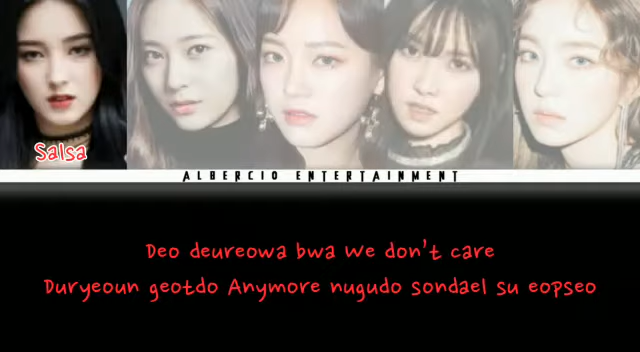 Salsa
ALBERCIO ENTERTAINMENT
Deo deureowa bwa We don't care
Duryeoun geotdo Anymore nugudo sondael su eopseo